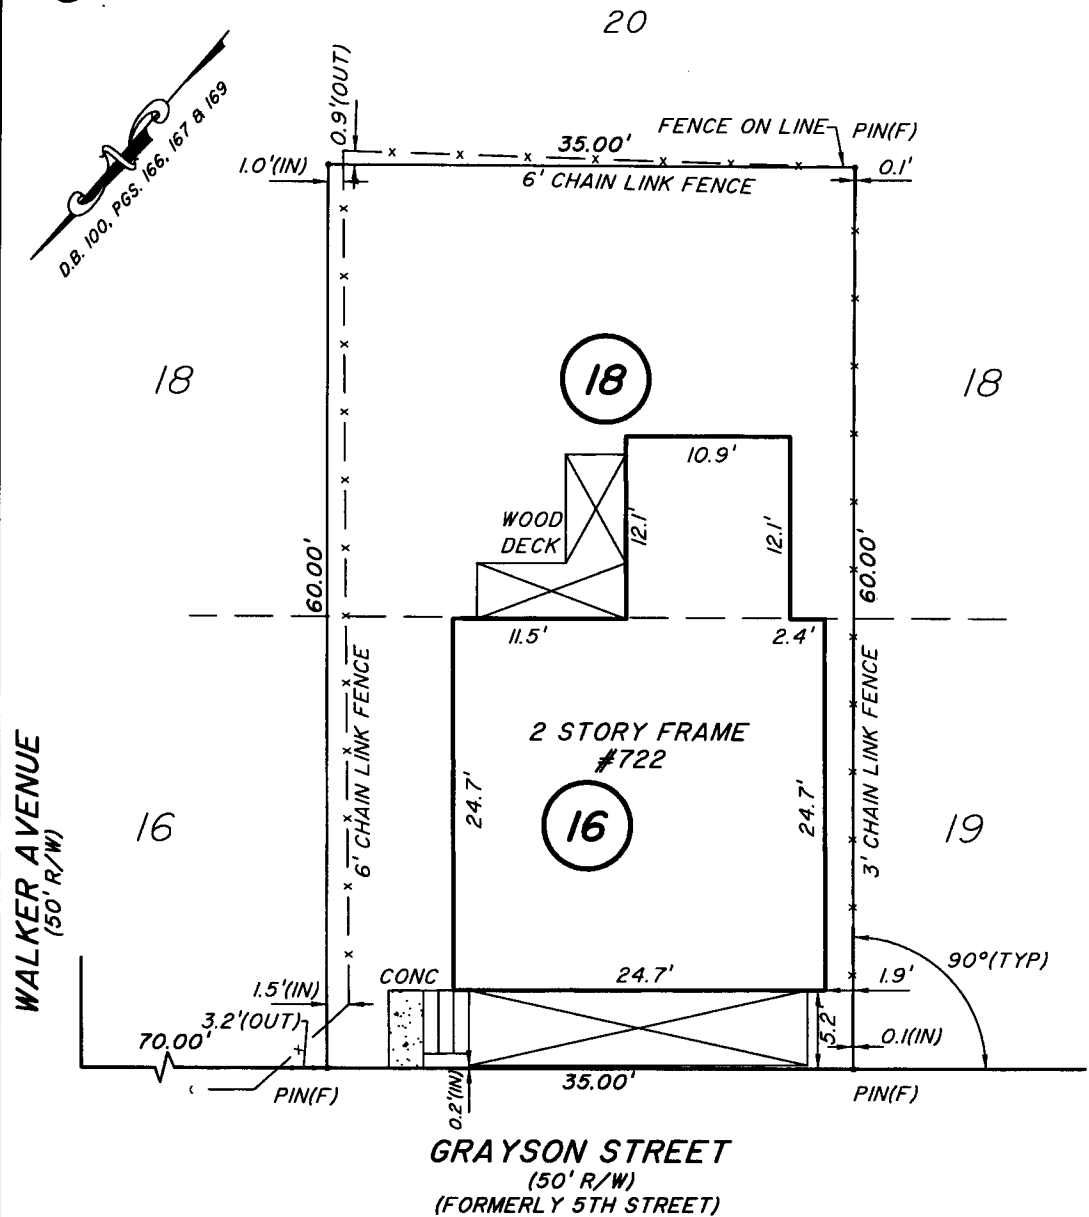 20
0.9'(OUT)
D.B. 100, PGS. 166, 167 & 169
35.00'
FENCE ON LINE
PIN(F)
1.0'(IN)
6' CHAIN LINK FENCE
0.1'
18
18
18
10.9'
WOOD
DECK
12.1'
12.1'
60.00'
60.00'
11.5'
2.4'
6' CHAIN LINK FENCE
3' CHAIN LINK FENCE
2 STORY FRAME
#722
24.7'
24.7'
16
16
19
WALKER AVENUE
(50' R/W)
CONC
24.7'
1.9'
90°(TYP)
1.5'(IN)
3.2'(OUT)
70.00'
5.2'
0.1(IN)
PIN(F)
0.2'(IN)
35.00'
PIN(F)
GRAYSON STREET
(50' R/W)
(FORMERLY 5TH STREET)